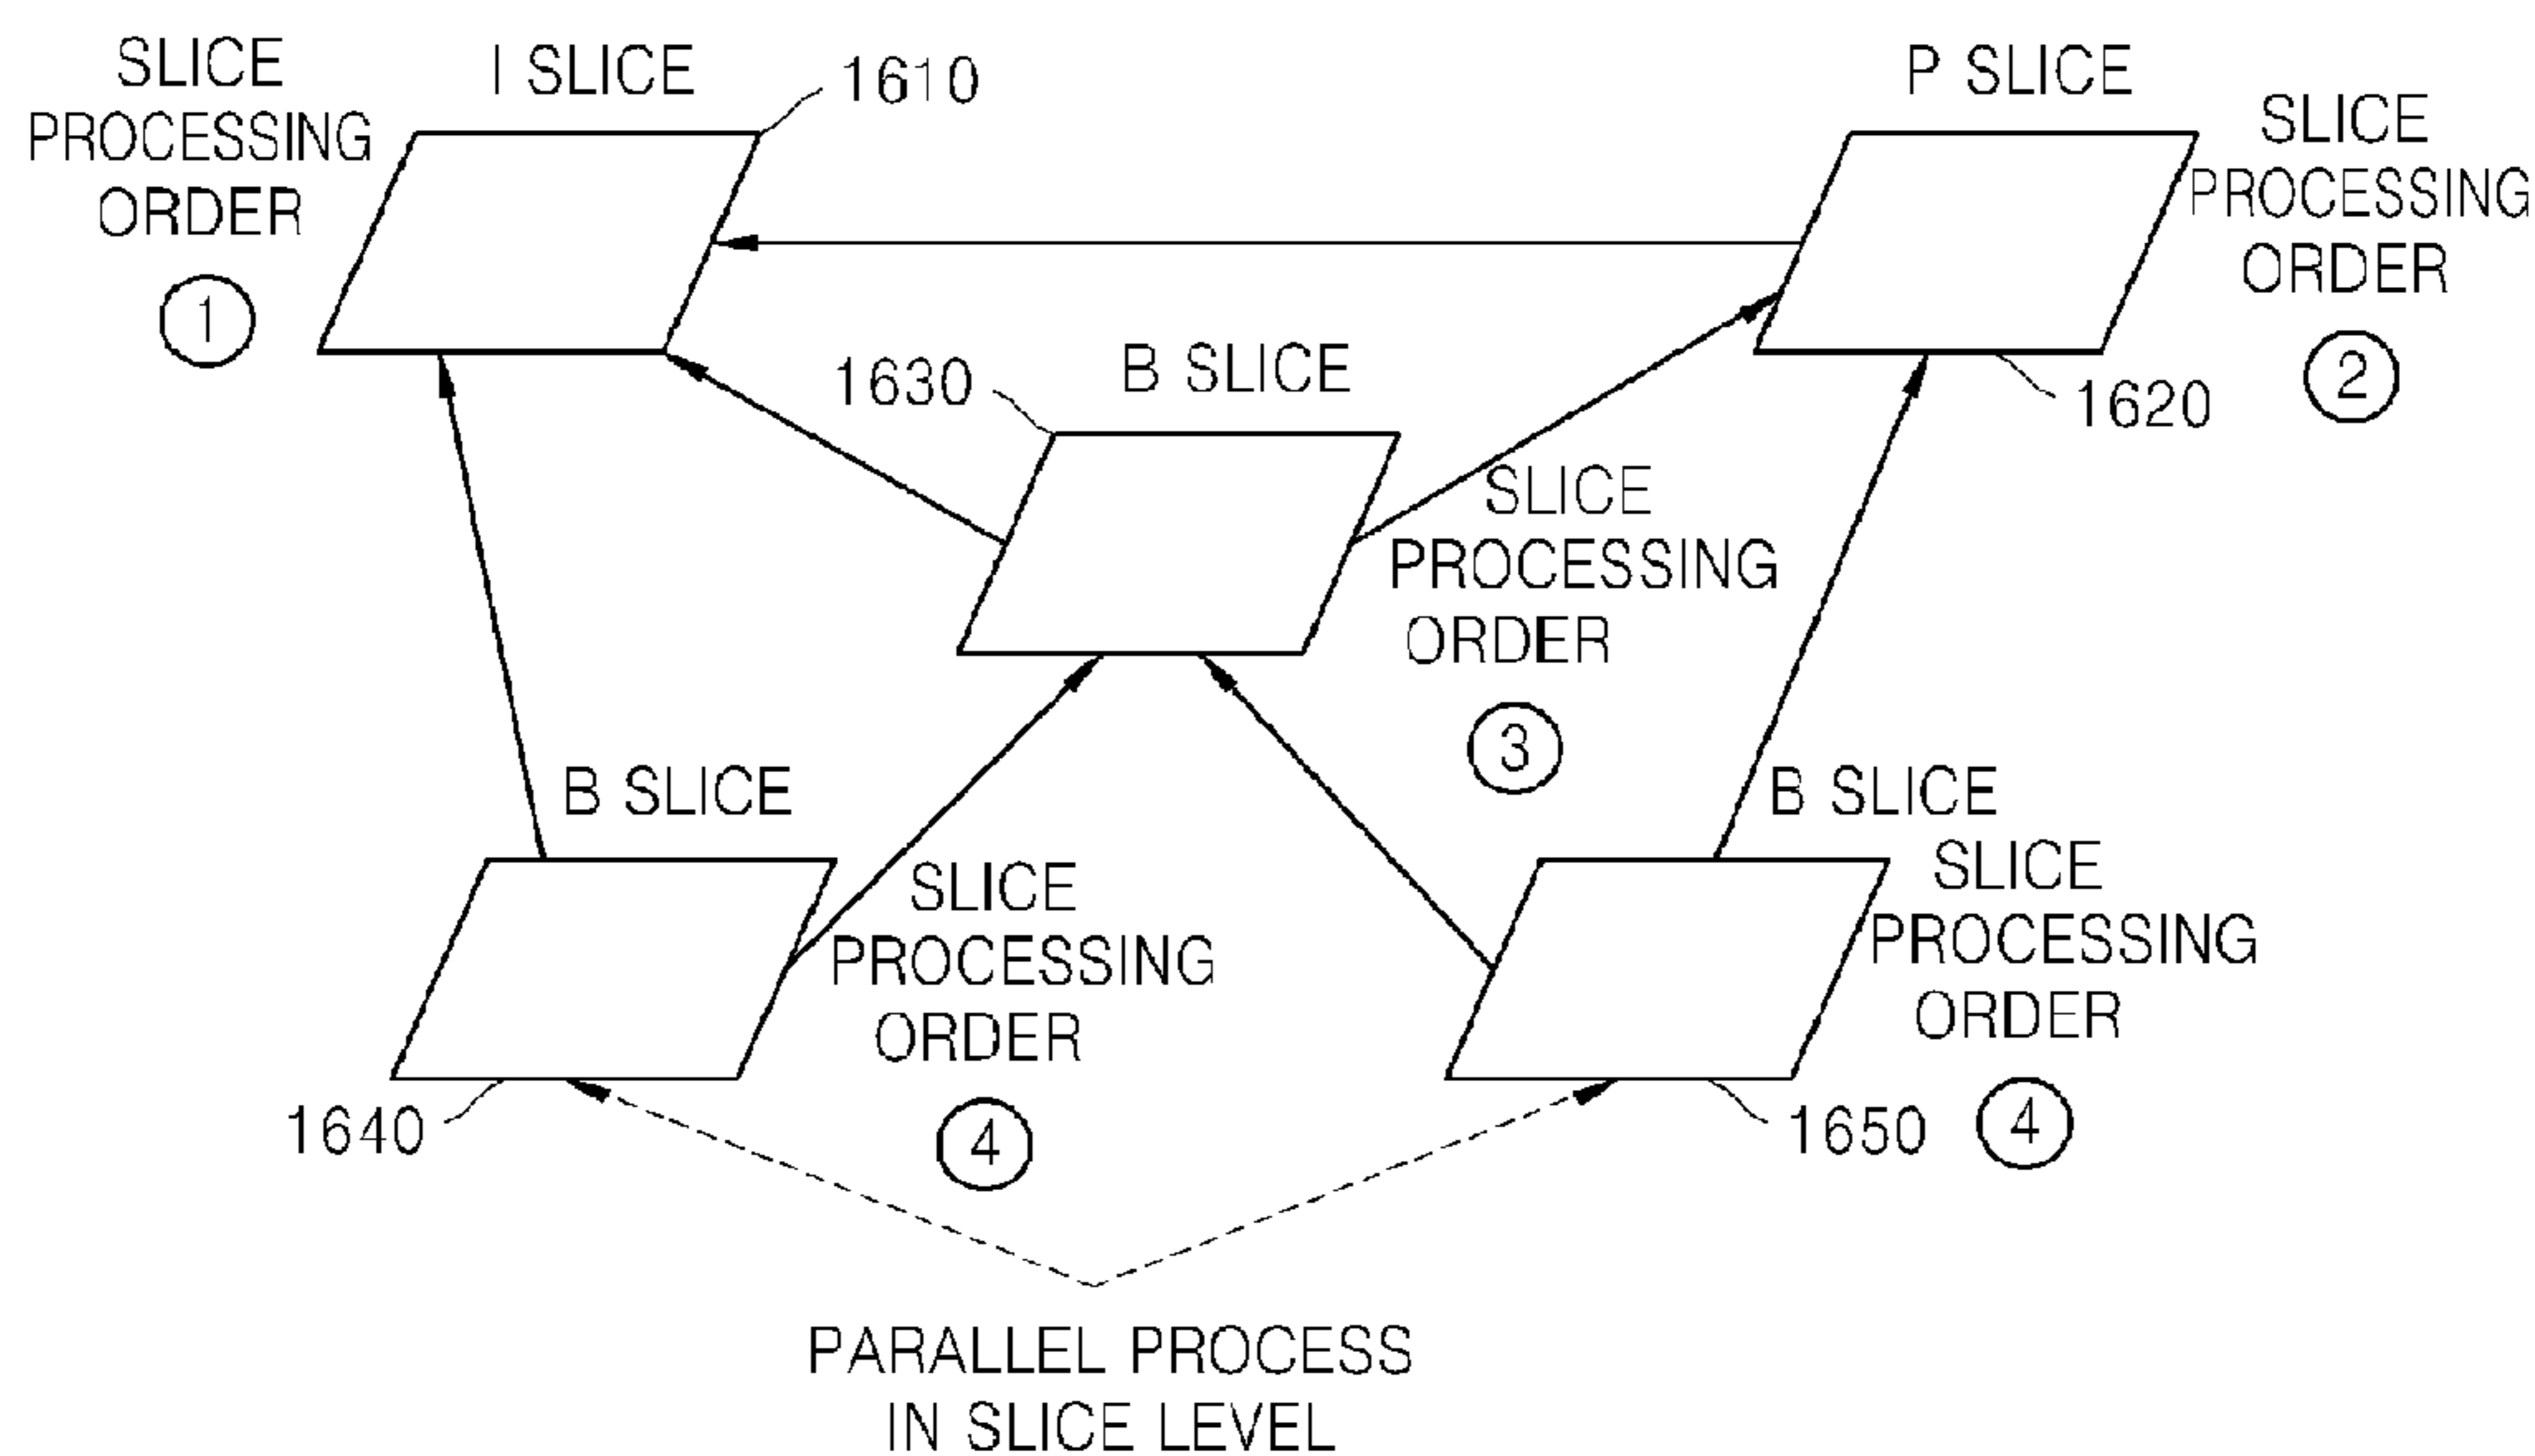 SLICE
PROCESSING
ORDER
1
I SLICE
1610
P SLICE
SLICE
PROCESSING
ORDER
2
1620
1630
B SLICE
SLICE
PROCESSING
ORDER
3
B SLICE
SLICE
PROCESSING
ORDER
4
1640
B SLICE
SLICE
PROCESSING
ORDER
4
1650
PARALLEL PROCESS
IN SLICE LEVEL